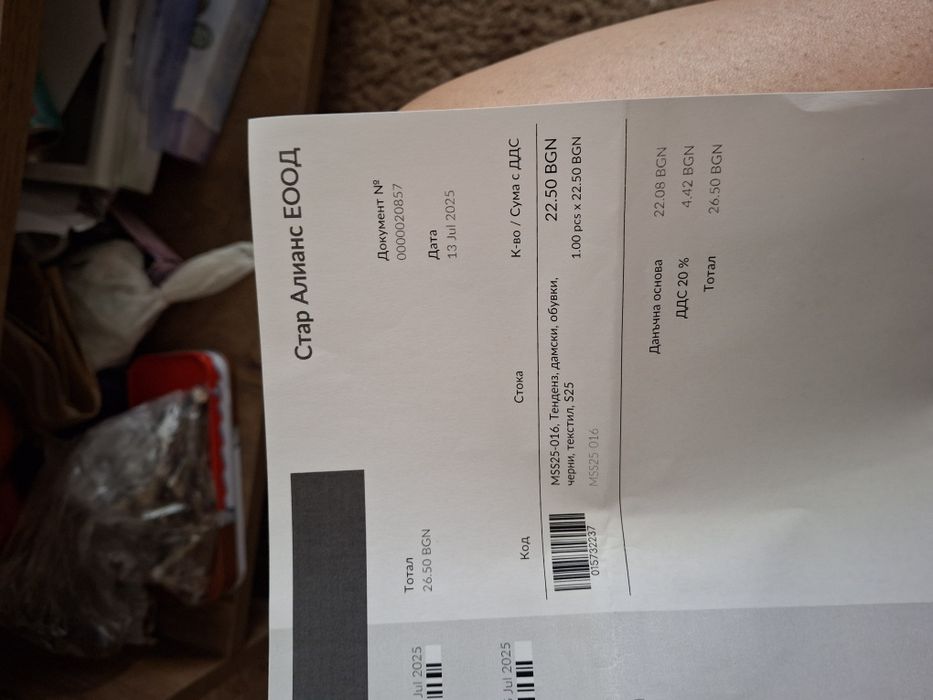 Стар Алианс ЕООД
Документ №
0000020857
Дата
13 Jul 2025
Тотал
26.50 BGN
Код Стока К-во / Сума с ДДС
MSS25-016, Тенденз, дамски, обувки, 22.50 BGN
черни, текстил, S25 1.00 pcs x 22.50 BGN
MSS25 016
015732237
Данъчна основа 22.08 BGN
ДДС 20 % 4.42 BGN
Тотал 26.50 BGN
Jul 2025
Jul 2025